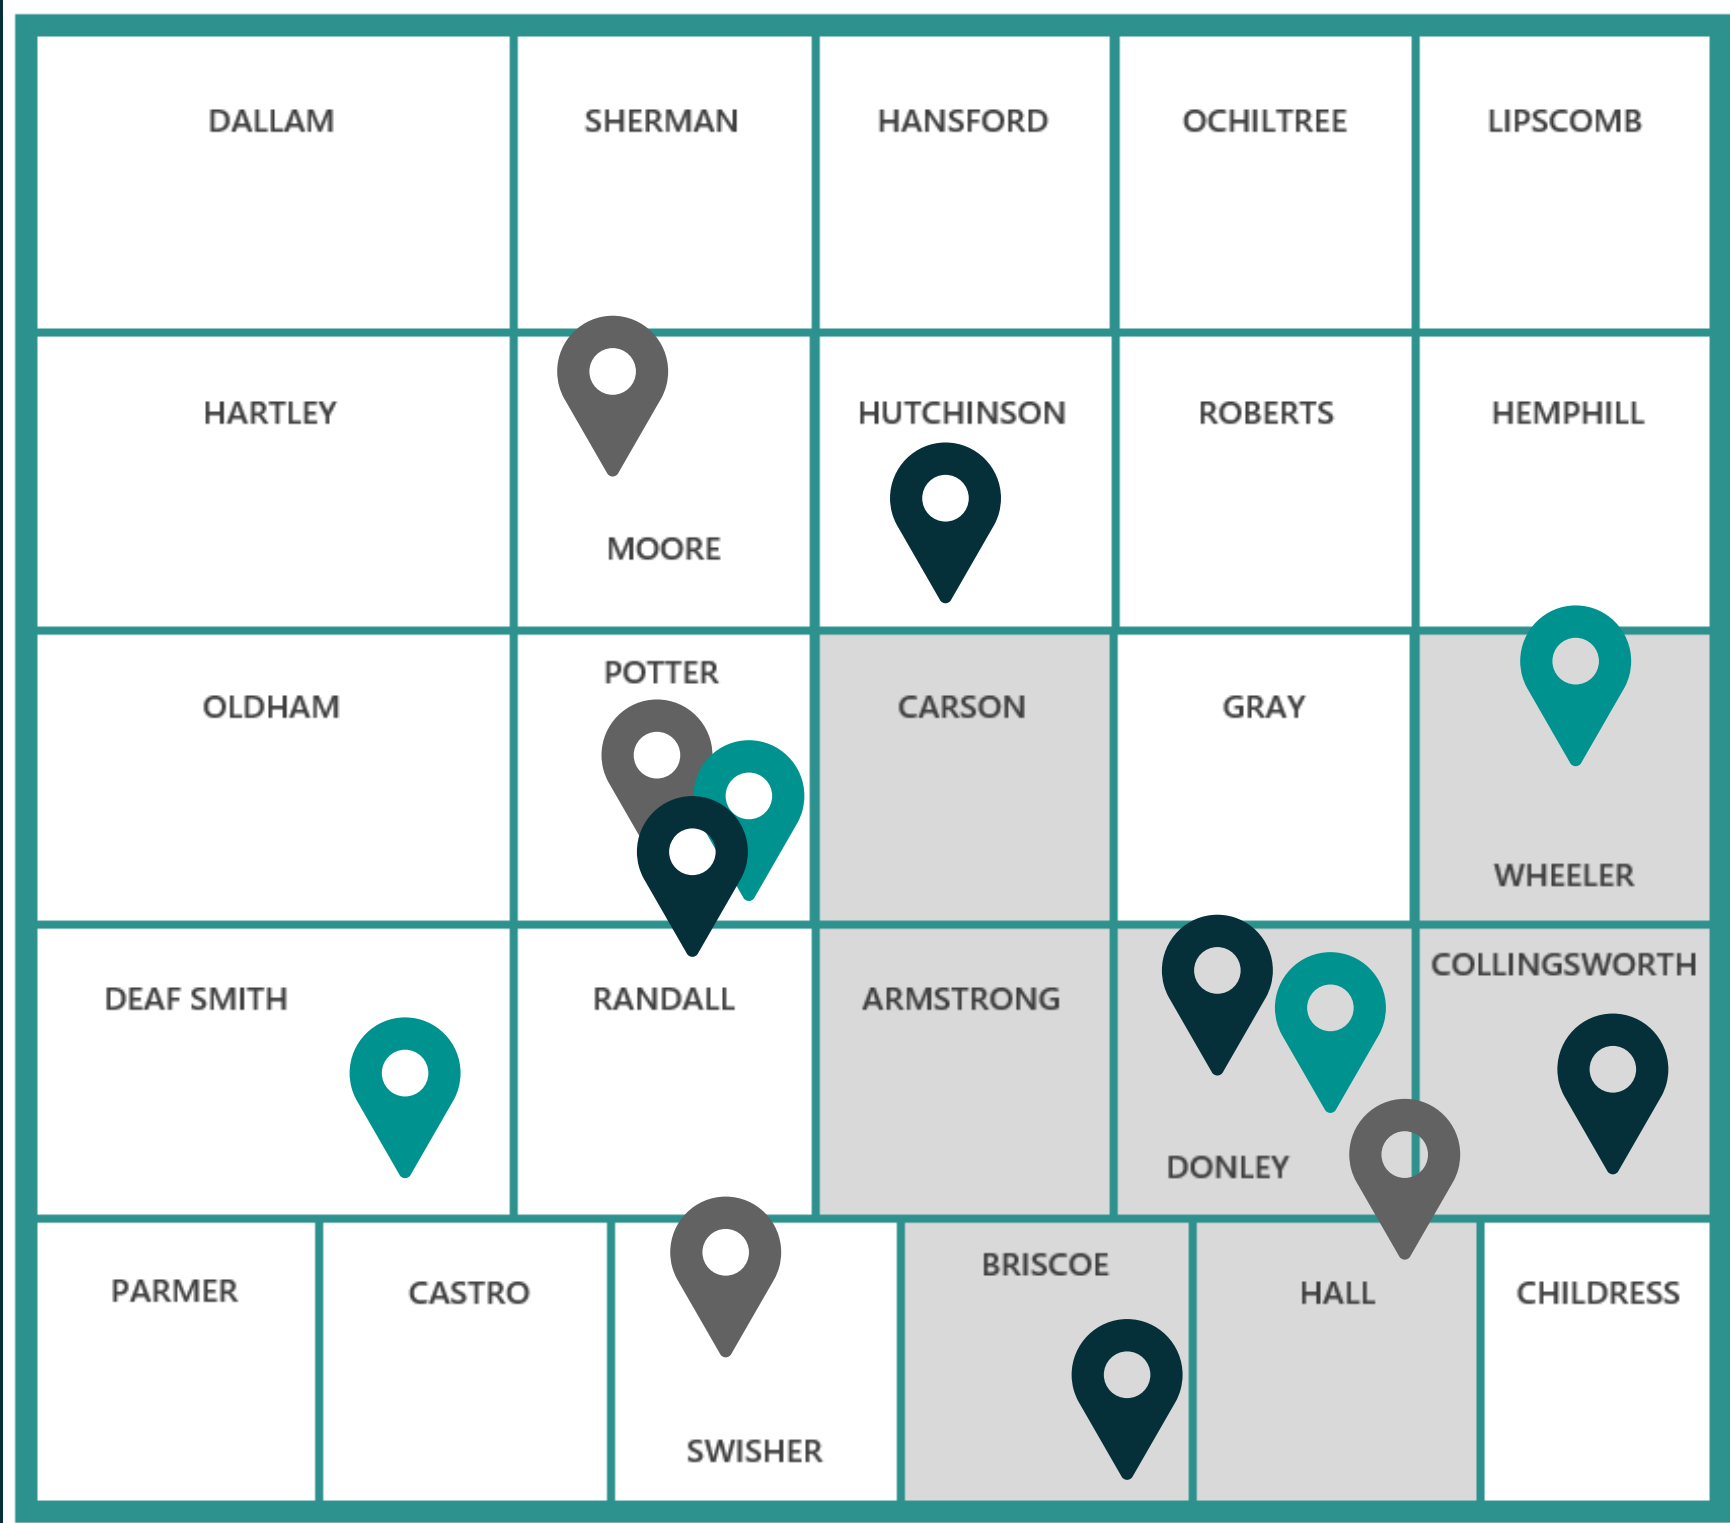 DALLAM
SHERMAN
HANSFORD
OCHILTREE
LIPSCOMB
HARTLEY
MOORE
HUTCHINSON
ROBERTS
HEMPHILL
OLDHAM
POTTER
CARSON
GRAY
WHEELER
DEAF SMITH
RANDALL
ARMSTRONG
DONLEY
COLLINGSWORTH
PARMER
CASTRO
SWISHER
BRISCOE
HALL
CHILDRESS